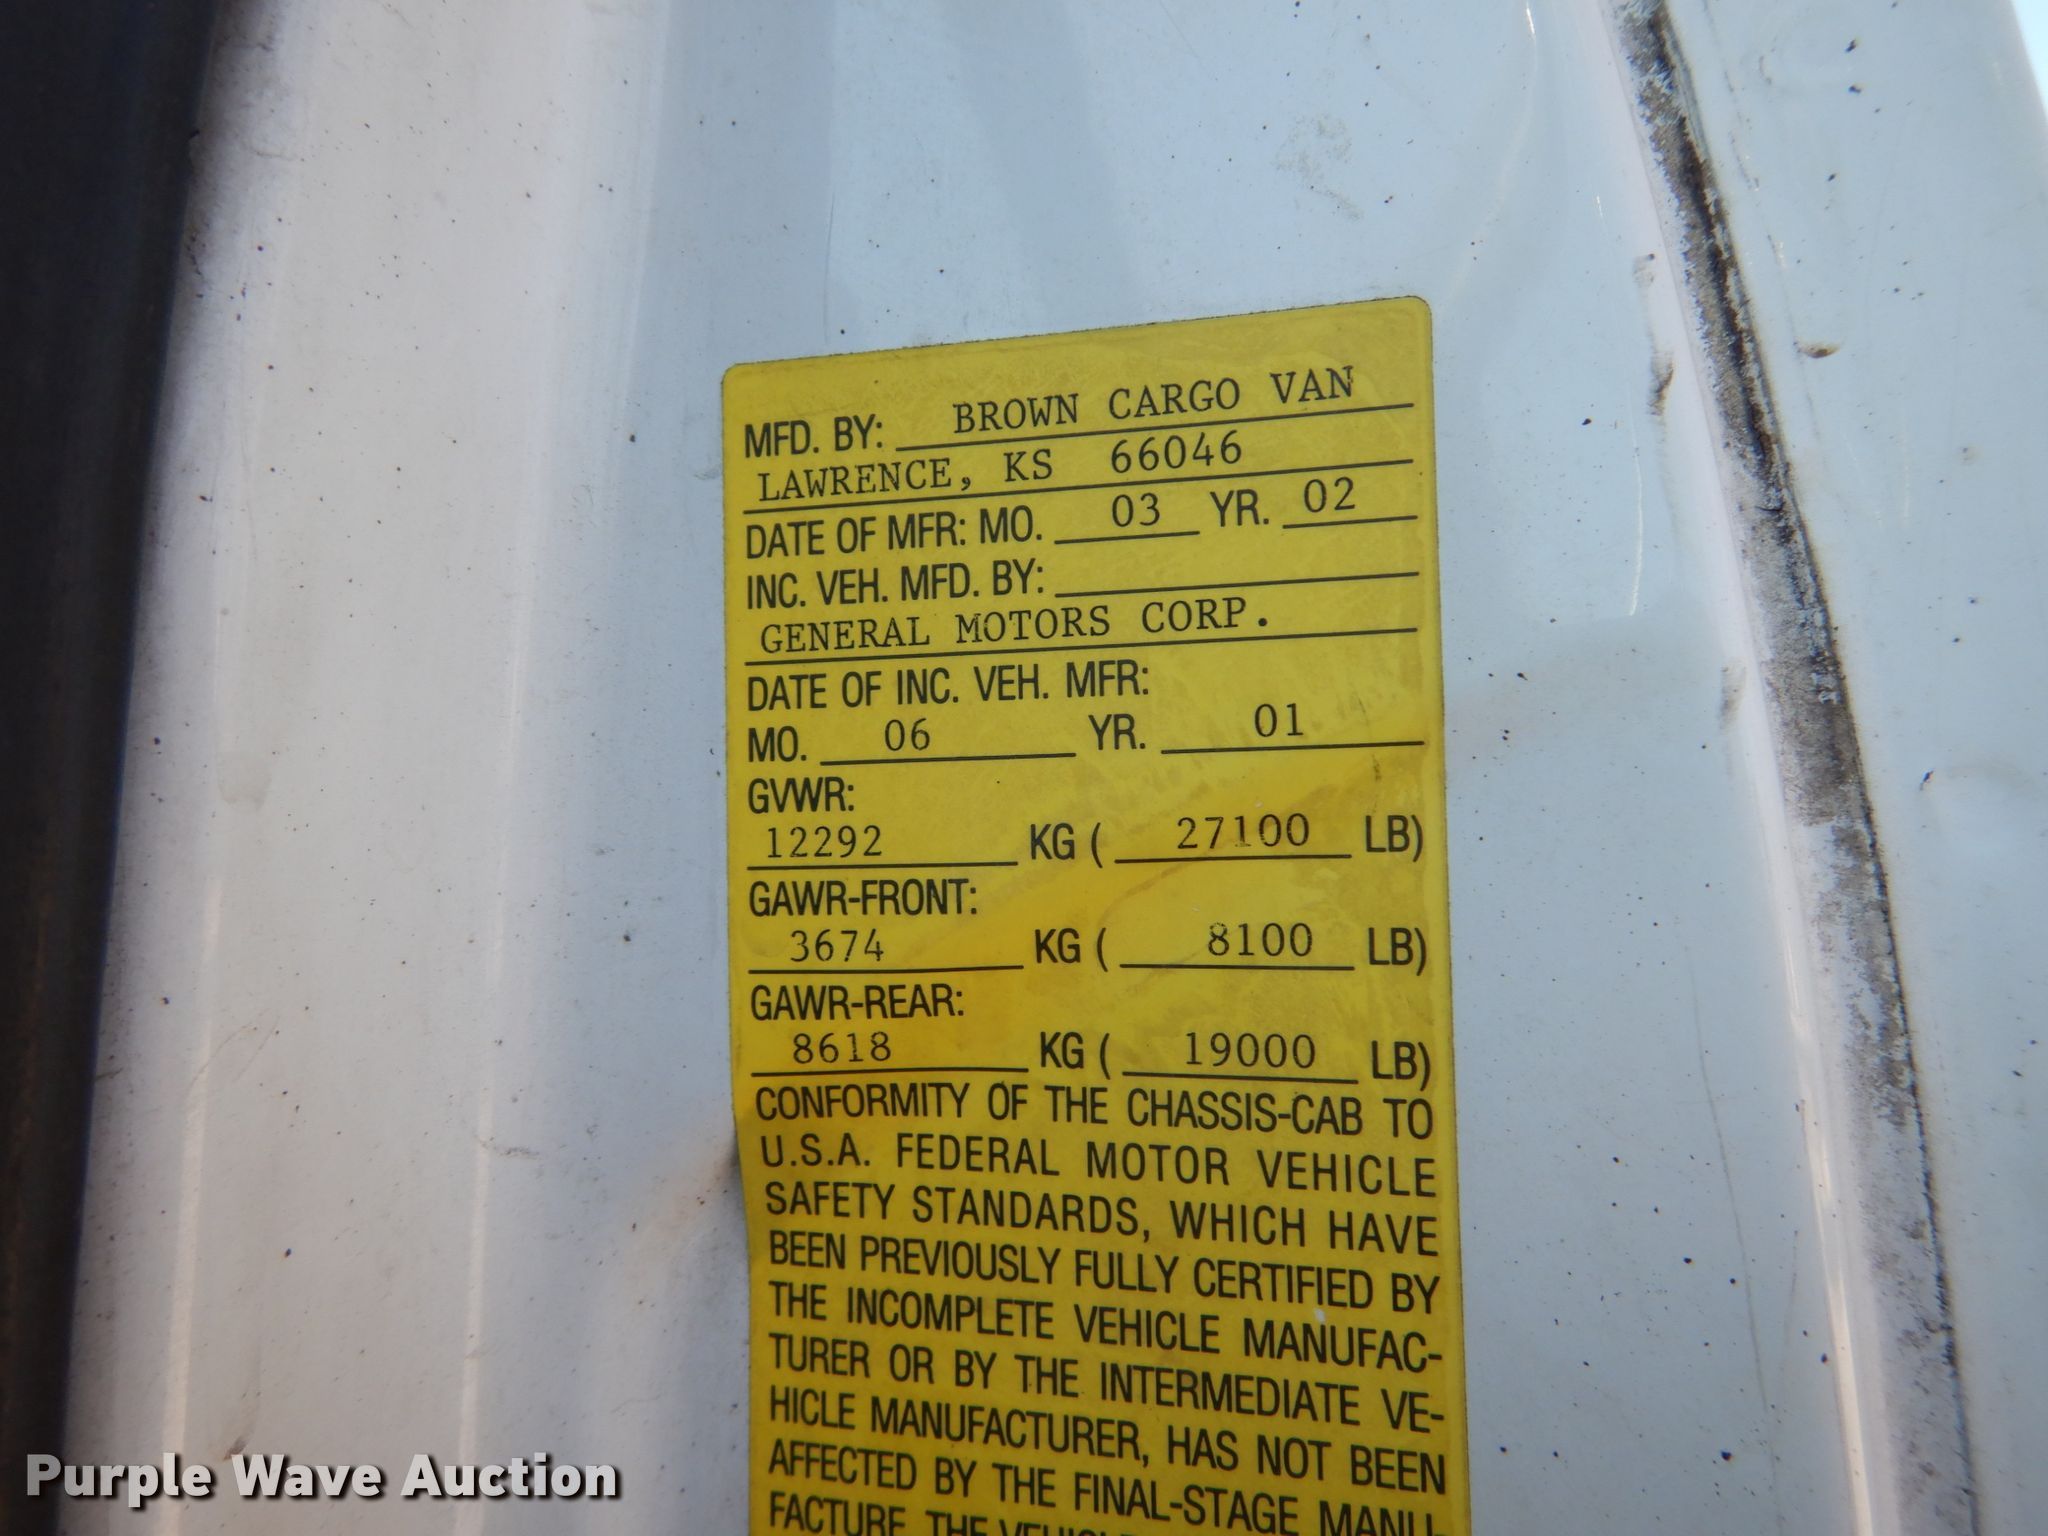 MFD. BY: BROWN CARGO VAN
LAWRENCE, KS 66046
DATE OF MFR: MO. 03 YR. 02
INC. VEH. MFD. BY:
GENERAL MOTORS CORP.
DATE OF INC. VEH. MFR:
MO. 06 YR. 01
GVWR:
12292 KG ( 27100 LB)
GAWR-FRONT:
3674 KG ( 8100 LB)
GAWR-REAR:
8618 KG ( 19000 LB)
CONFORMITY OF THE CHASSIS-CAB TO
U.S.A. FEDERAL MOTOR VEHICLE
SAFETY STANDARDS, WHICH HAVE
BEEN PREVIOUSLY FULLY CERTIFIED BY
THE INCOMPLETE VEHICLE MANUFAC-
TURER OR BY THE INTERMEDIATE VE-
HICLE MANUFACTURER, HAS NOT BEEN
AFFECTED BY THE FINAL-STAGE MANU-
FACTURE. THE
Purple Wave Auction